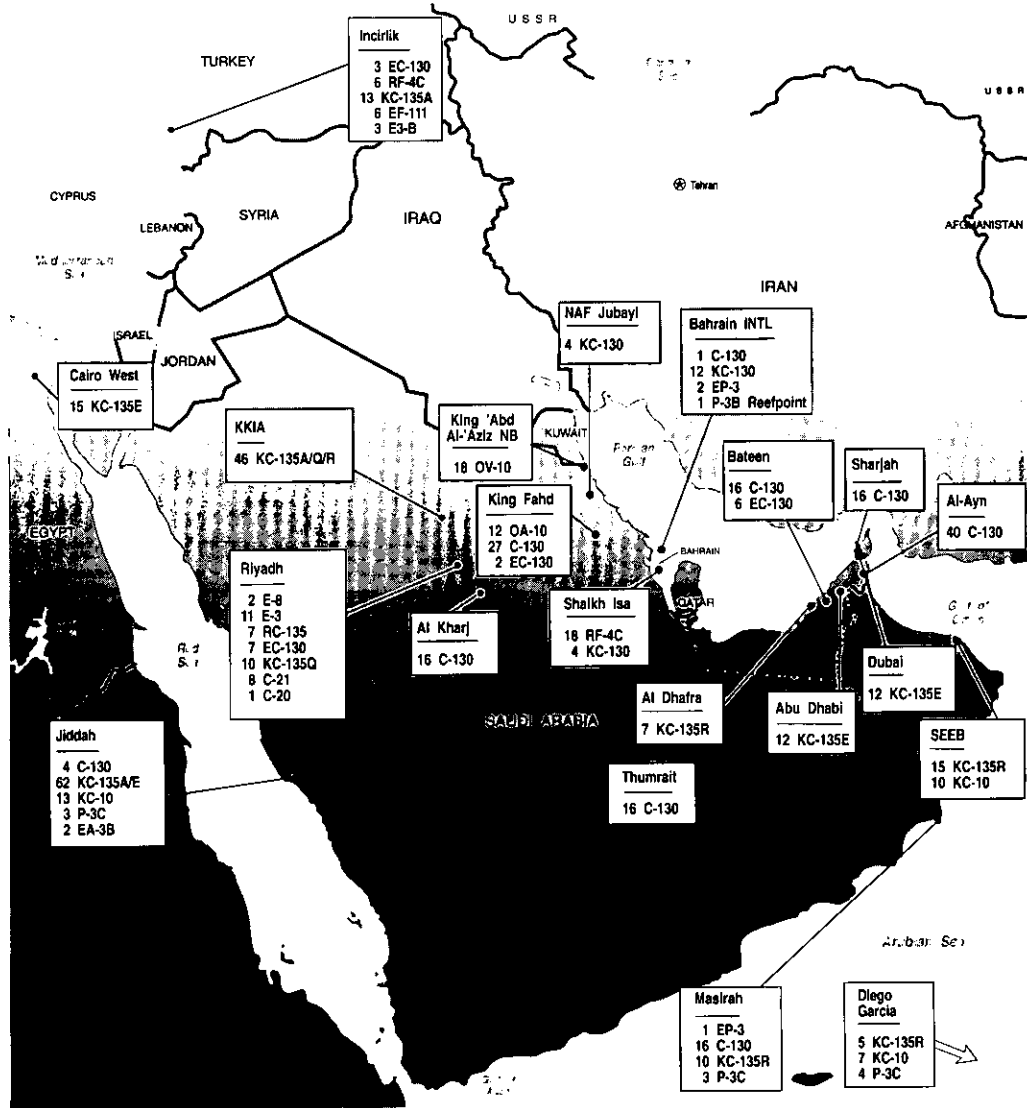 USSR
TURKEY
Incirlik
3 EC-130
6 RF-4C
13 KC-135A
6 EF-111
3 E3-B
USSR
CYPRUS
LEBANON
SYRIA
IRAQ
Tehran
AFGHANISTAN
IRAN
ISRAEL
JORDAN
Cairo West
15 KC-135E
NAF Jubayl
4 KC-130
Bahrain INTL
1 C-130
12 KC-130
2 EP-3
1 P-3B Reefpoint
KKIA
46 KC-135A/Q/R
King 'Abd
Al-'Aziz NB
18 OV-10
KUWAIT
Bateen
16 C-130
6 EC-130
Sharjah
16 C-130
Al-Ayn
40 C-130
EGYPT
King Fahd
12 OA-10
27 C-130
2 EC-130
BAHRAIN
QATAR
Riyadh
2 E-8
11 E-3
7 RC-135
7 EC-130
10 KC-135Q
8 C-21
1 C-20
Al Kharj
16 C-130
Shaikh Isa
18 RF-4C
4 KC-130
Al Dhafra
7 KC-135R
Abu Dhabi
12 KC-135E
Dubai
12 KC-135E
SEEB
15 KC-135R
10 KC-10
SAUDI ARABIA
Thumrait
16 C-130
Jiddah
4 C-130
62 KC-135A/E
13 KC-10
3 P-3C
2 EA-3B
Arabian Sea
Masirah
1 EP-3
16 C-130
10 KC-135R
3 P-3C
Diego
Garcia
5 KC-135R
7 KC-10
4 P-3C